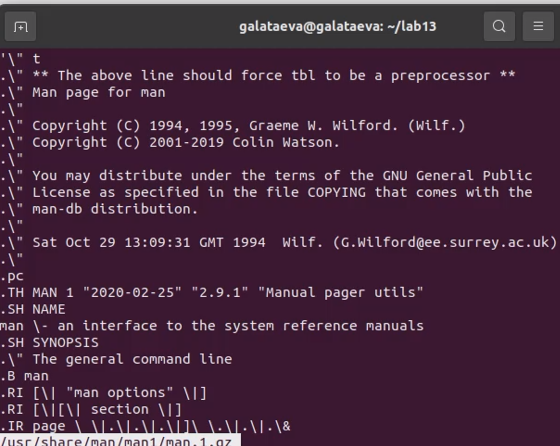 galataeva@galataeva: ~/lab13
'\" t
.\" ** The above line should force tbl to be a preprocessor **
.\" Man page for man
.\"
.\" Copyright (C) 1994, 1995, Graeme W. Wilford. (Wilf.)
.\" Copyright (C) 2001-2019 Colin Watson.
.\"
.\" You may distribute under the terms of the GNU General Public
.\" License as specified in the file COPYING that comes with the
.\" man-db distribution.
.\"
.\" Sat Oct 29 13:09:31 GMT 1994  Wilf. (G.Wilford@ee.surrey.ac.uk)
.\"
.pc
.TH MAN 1 "2020-02-25" "2.9.1" "Manual pager utils"
.SH NAME
man \- an interface to the system reference manuals
.SH SYNOPSIS
.\" The general command line
.B man
.RI [\| "man options" \|]
.RI [\|[\| section \|]
.IR page \ \|.\|.\|.\|]\ \.\|.\|.\&
/usr/share/man/man1/man.1.gz